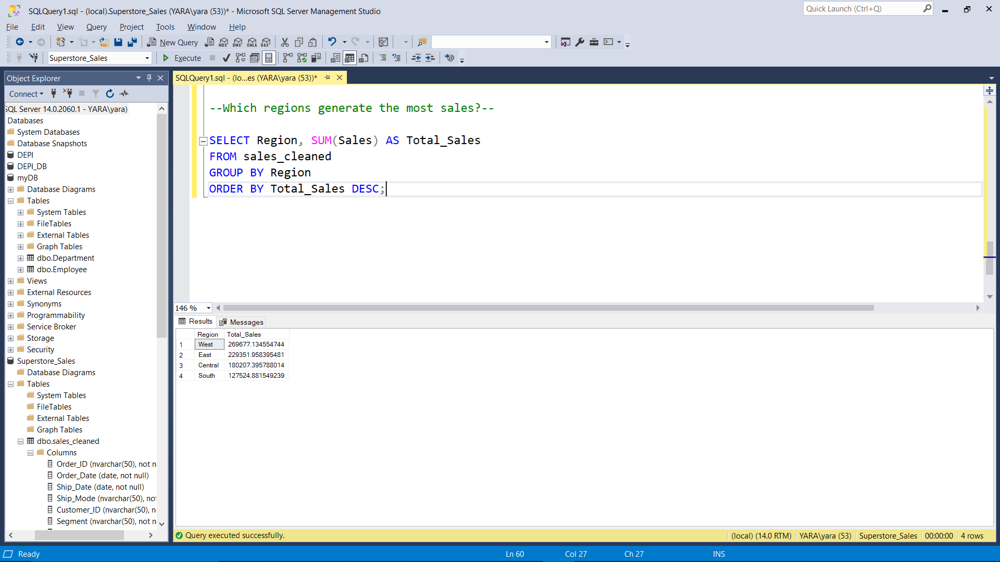 SQLQuery1.sql - (local).Superstore_Sales (YARA\yara (53))* - Microsoft SQL Server Management Studio
Quick Launch (Ctrl+Q)
File Edit View Query Project Tools Window Help
New Query MDX DMX XMLA DAX
Superstore_Sales Execute
Object Explorer
Connect
SQL Server 14.0.2060.1 - YARA\yara)
Databases
System Databases
Database Snapshots
DEPI
DEPI_DB
myDB
Database Diagrams
Tables
System Tables
FileTables
External Tables
Graph Tables
dbo.Department
dbo.Employee
Views
External Resources
Synonyms
Programmability
Service Broker
Storage
Security
Superstore_Sales
Database Diagrams
Tables
System Tables
FileTables
External Tables
Graph Tables
dbo.sales_cleaned
Columns
Order_ID (nvarchar(50), not n
Order_Date (date, not null)
Ship_Date (date, not null)
Ship_Mode (nvarchar(50), not
Customer_ID (nvarchar(50), n
Segment (nvarchar(50), not n
SQLQuery1.sql - (lo...es (YARA\yara (53))*
--Which regions generate the most sales?--
SELECT Region, SUM(Sales) AS Total_Sales
FROM sales_cleaned
GROUP BY Region
ORDER BY Total_Sales DESC;
146 %
Results Messages
Region Total_Sales
1 West 269677.134554744
2 East 229351.958395481
3 Central 180207.395788014
4 South 127524.881549239
Query executed successfully. (local) (14.0 RTM) YARA\yara (53) Superstore_Sales 00:00:00 4 rows
Ready Ln 60 Col 27 Ch 27 INS